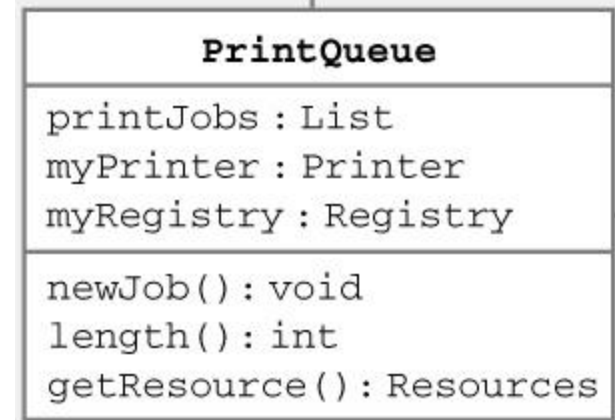 PrintQueue
printJobs : List
myPrinter : Printer
myRegistry : Registry
newJob() : void
length() : int
getResource() : Resources